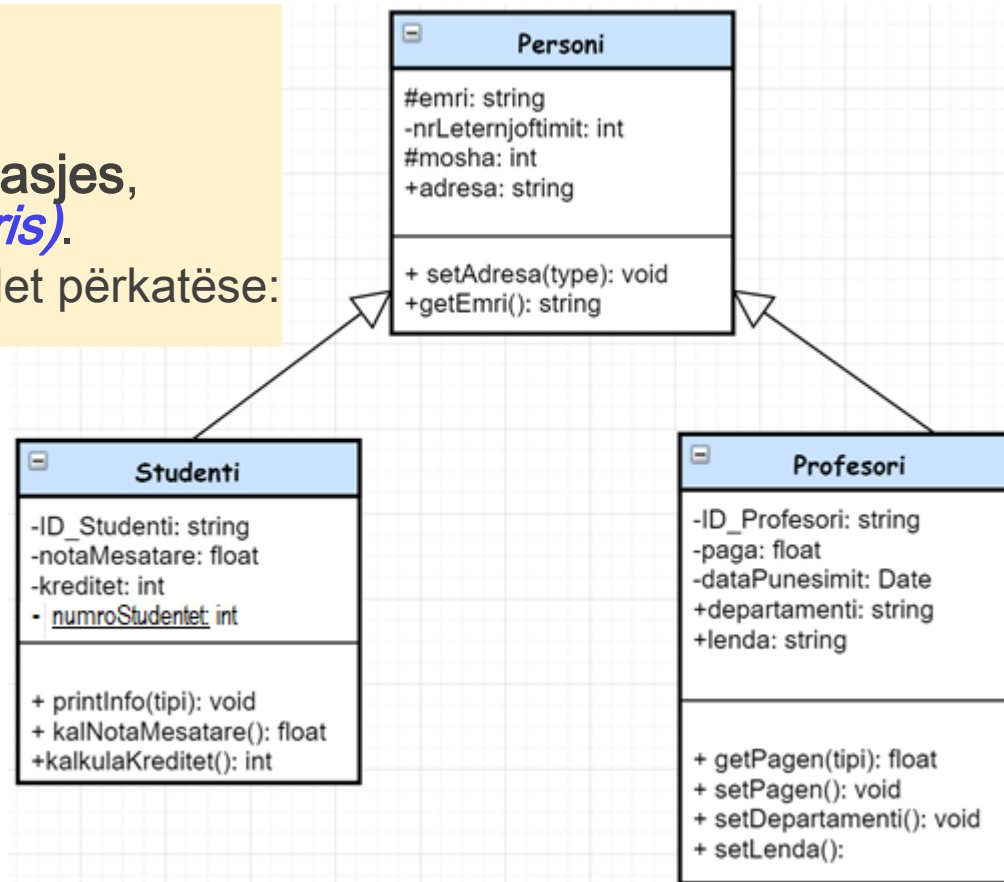 asjes,
ris).
let përkatëse:
Personi
#emri: string
-nrLeternjoftimit: int
#mosha: int
+adresa: string
+ setAdresa(type): void
+getEmri(): string
Studenti
-ID_Studenti: string
-notaMesatare: float
-kreditet: int
- numroStudentet: int
+ printInfo(tipi): void
+ kalNotaMesatare(): float
+kalkulaKreditet(): int
Profesori
-ID_Profesori: string
-paga: float
-dataPunesimit: Date
+departamenti: string
+lenda: string
+ getPagen(tipi): float
+ setPagen(): void
+ setDepartamenti(): void
+ setLenda():